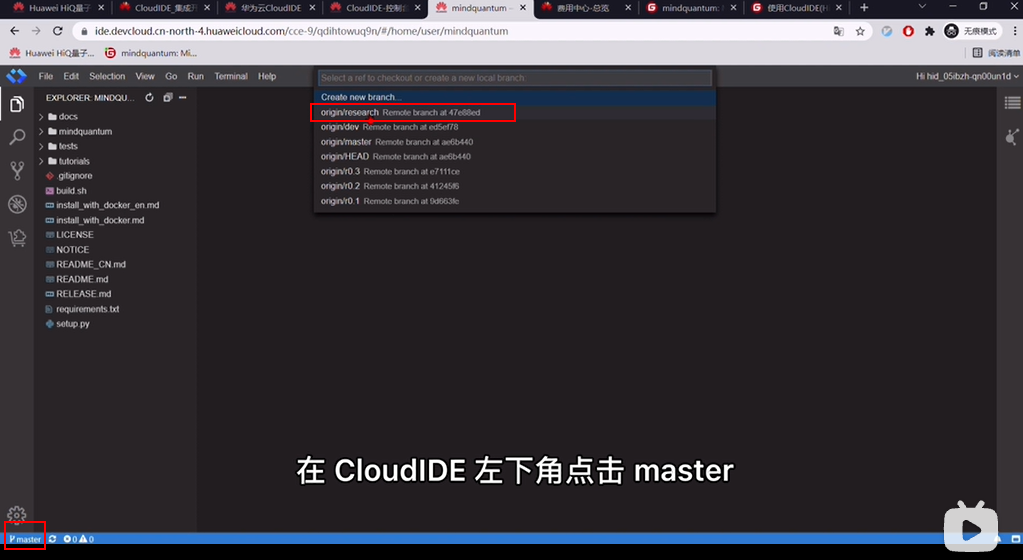 Huawei HiQ量子
CloudIDE_集成开
华为云CloudIDE
CloudIDE-控制
mindquantum –
费用中心-总览
mindquantum: M
使用CloudIDE(H
ide.devcloud.cn-north-4.huaweicloud.com/cce-9/qdihtowuq9n/#/home/user/mindquantum
无痕模式
Huawei HiQ量子...
mindquantum: Mi...
阅读清单
File Edit Selection View Go Run Terminal Help
Select a ref to checkout or create a new local branch:
Hi hid_05ibzh-qn00un1d
EXPLORER: MINDQU...
Create new branch...
origin/research Remote branch at 47e88ed
origin/dev Remote branch at ed5ef78
origin/master Remote branch at ae6b440
origin/HEAD Remote branch at ae6b440
origin/r0.3 Remote branch at e7111ce
origin/r0.2 Remote branch at 41245f6
origin/r0.1 Remote branch at 9d663fe
docs
mindquantum
tests
tutorials
.gitignore
build.sh
install_with_docker_en.md
install_with_docker.md
LICENSE
NOTICE
README_CN.md
README.md
RELEASE.md
requirements.txt
setup.py
在 CloudIDE 左下角点击 master
master
0
0